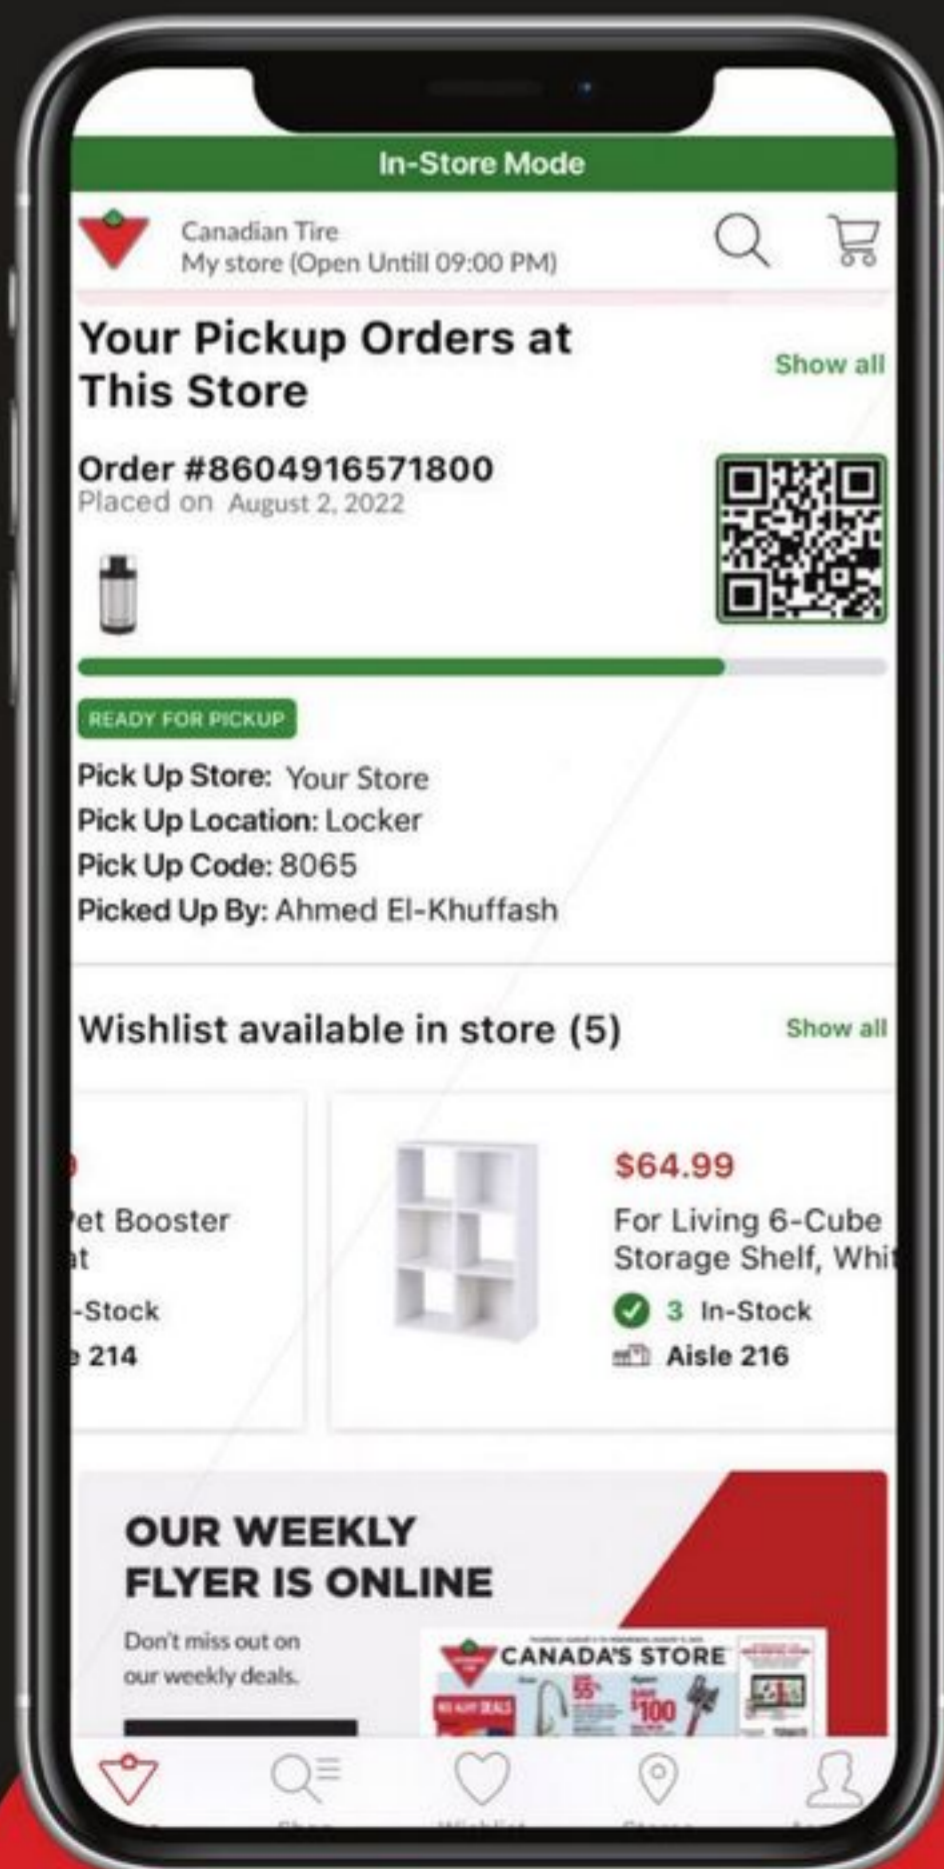 In-Store Mode
Canadian Tire
My store (Open Untill 09:00 PM)
Your Pickup Orders at
This Store
Show all
Order #8604916571800
Placed on August 2, 2022
READY FOR PICKUP
Pick Up Store: Your Store
Pick Up Location: Locker
Pick Up Code: 8065
Picked Up By: Ahmed El-Khuffash
Wishlist available in store (5)
Show all
Booster
-Stock
214
$64.99
For Living 6-Cube
Storage Shelf,
3 In-Stock
Aisle 216
OUR WEEKLY
FLYER IS ONLINE
Don't miss out on
our weekly deals.
CANADA'S STORE
55%
$100